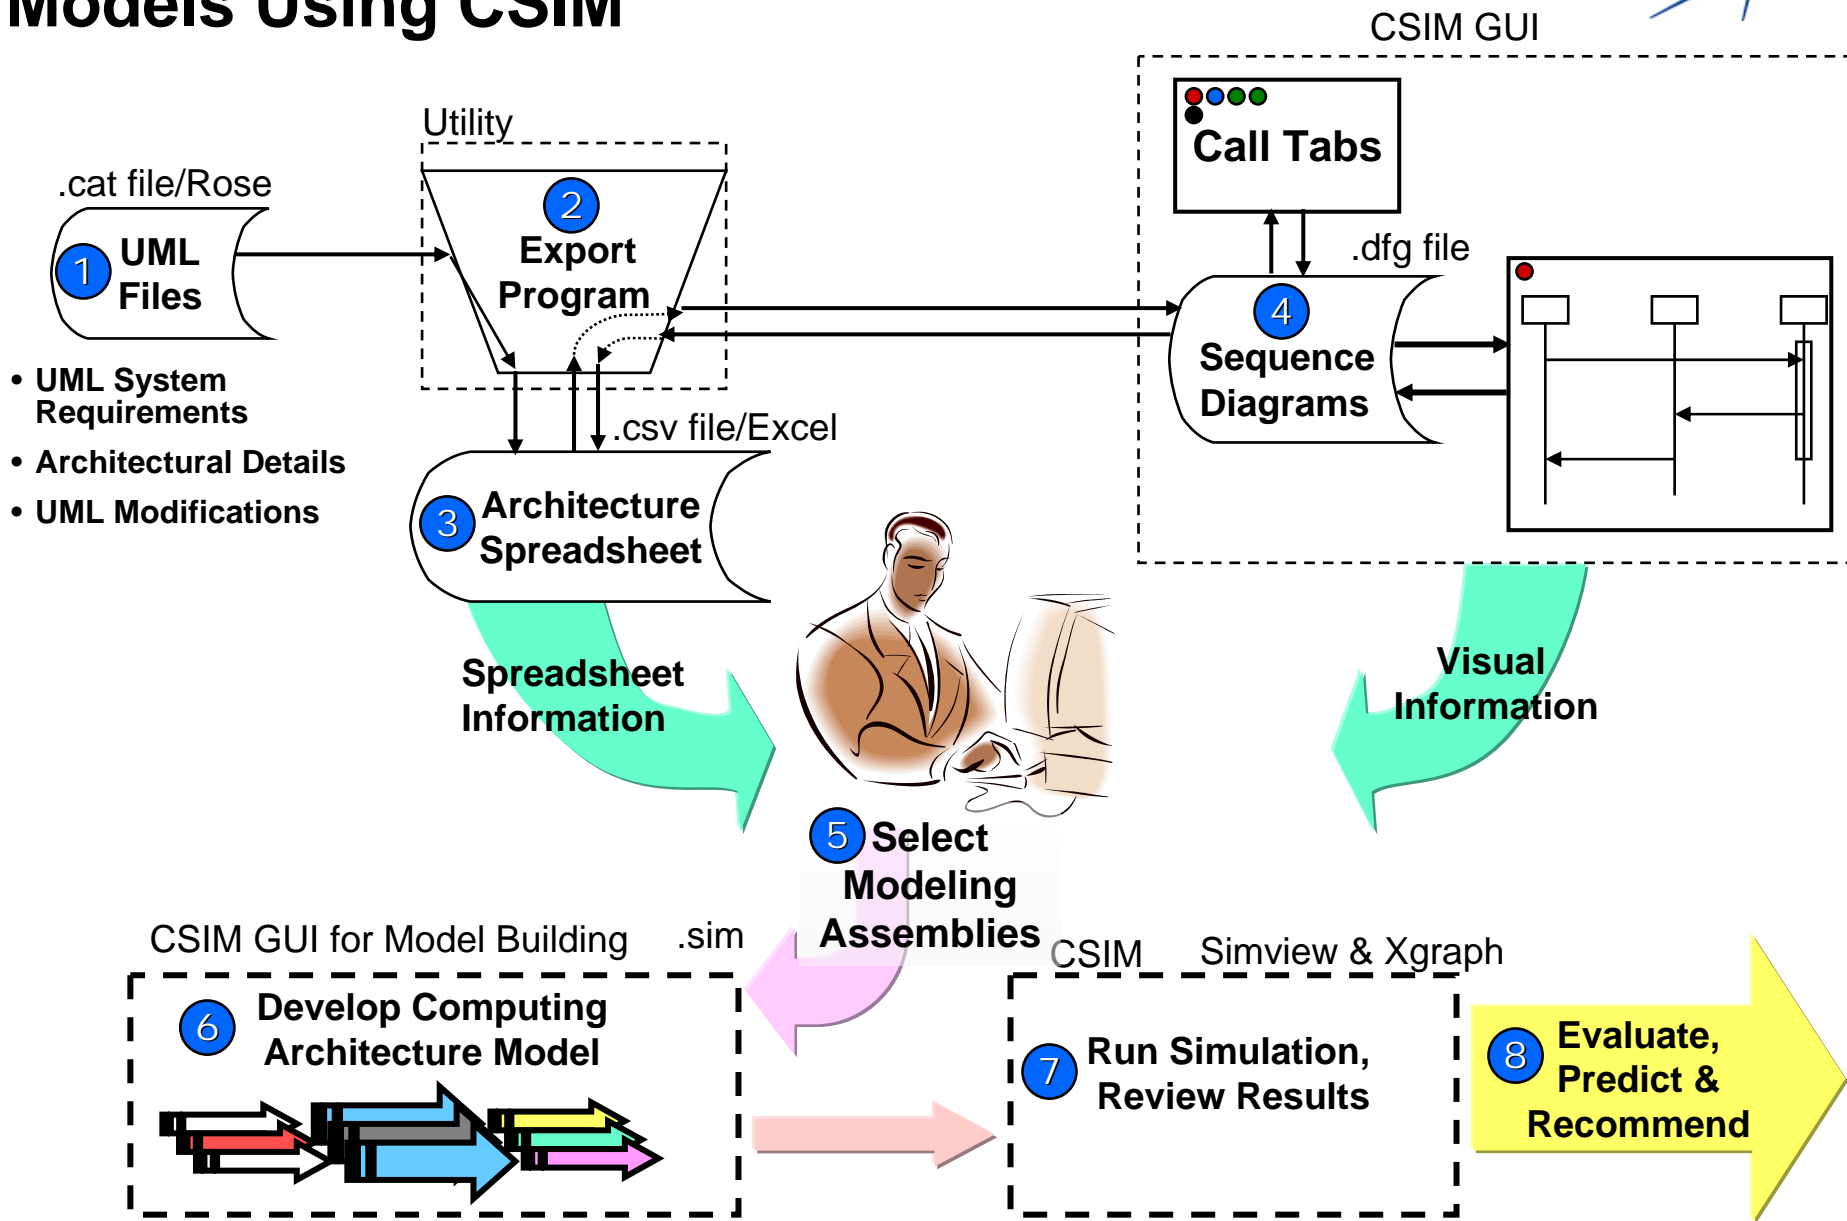 Models Using CSIM
CSIM GUI
Utility
Call Tabs
.cat file/Rose
2
Export
Program
1
UML
Files
.dfg file
4
Sequence
Diagrams
• UML System
Requirements
• Architectural Details
• UML Modifications
.csv file/Excel
3
Architecture
Spreadsheet
Spreadsheet
Information
Visual
Information
5
Select
Modeling
Assemblies
CSIM GUI for Model Building
.sim
CSIM
Simview & Xgraph
6
Develop Computing
Architecture Model
7
Run Simulation,
Review Results
8
Evaluate,
Predict &
Recommend